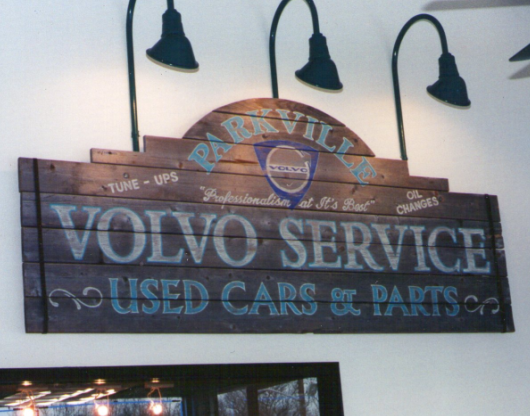 PARKVILLE
VOLVO
TUNE - UPS
"Professionalism at It's Best"
OIL
CHANGES
VOLVO SERVICE
USED CARS & PARTS